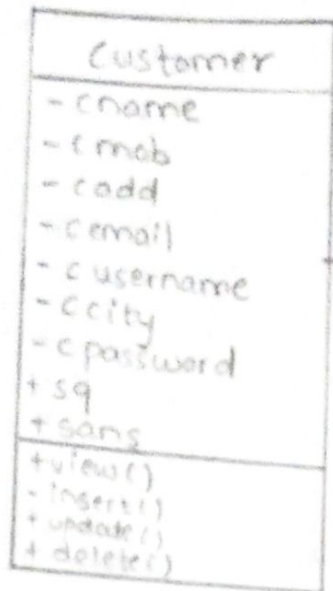 Customer
- cname
- cmob
- cadd
- cemail
- cusername
- ccity
- cpassword
+ sq
+ sans
+ view()
- insert()
+ update()
+ delete()